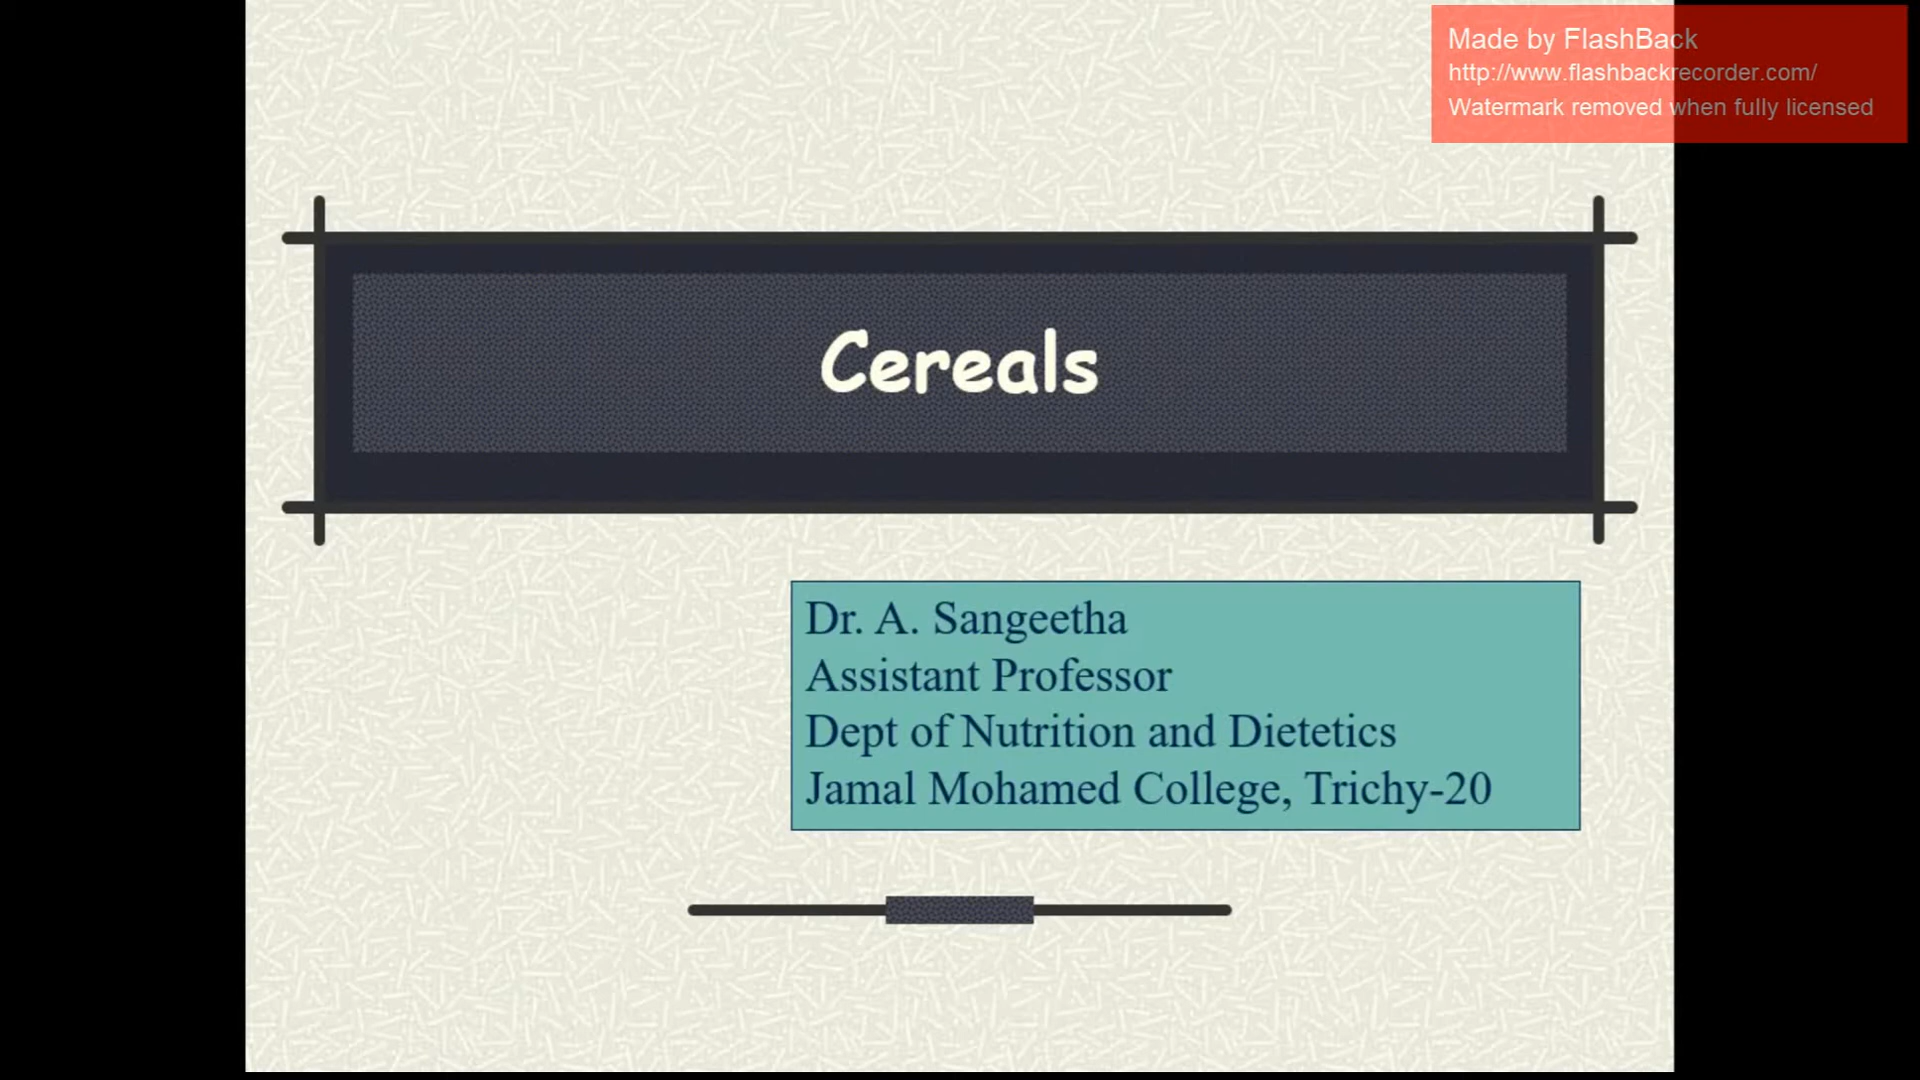 Made by FlashBack
http://www.flashbackrecorder.com/
Watermark removed when fully licensed
Cereals
Dr. A. Sangeetha
Assistant Professor
Dept of Nutrition and Dietetics
Jamal Mohamed College, Trichy-20